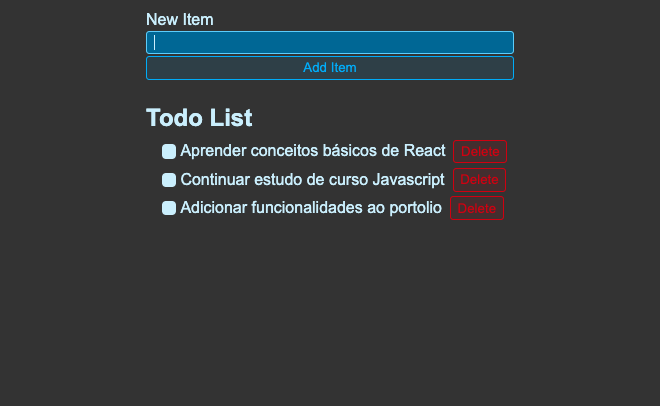 New Item
Add Item
Todo List
Aprender conceitos básicos de React Delete
Continuar estudo de curso Javascript Delete
Adicionar funcionalidades ao portolio Delete